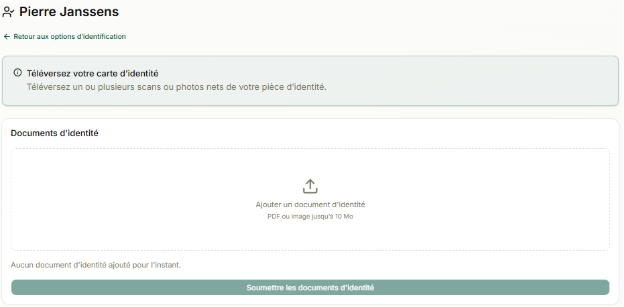 Pierre Janssens
Retour aux options d'identification
Téléversez votre carte d'identité
Téléversez un ou plusieurs scans ou photos nets de votre pièce d'identité.
Documents d'identité
Ajouter un document d'identité
PDF ou image jusqu'à 10 Mo
Aucun document d'identité ajouté pour l'instant.
Soumettre les documents d'identité